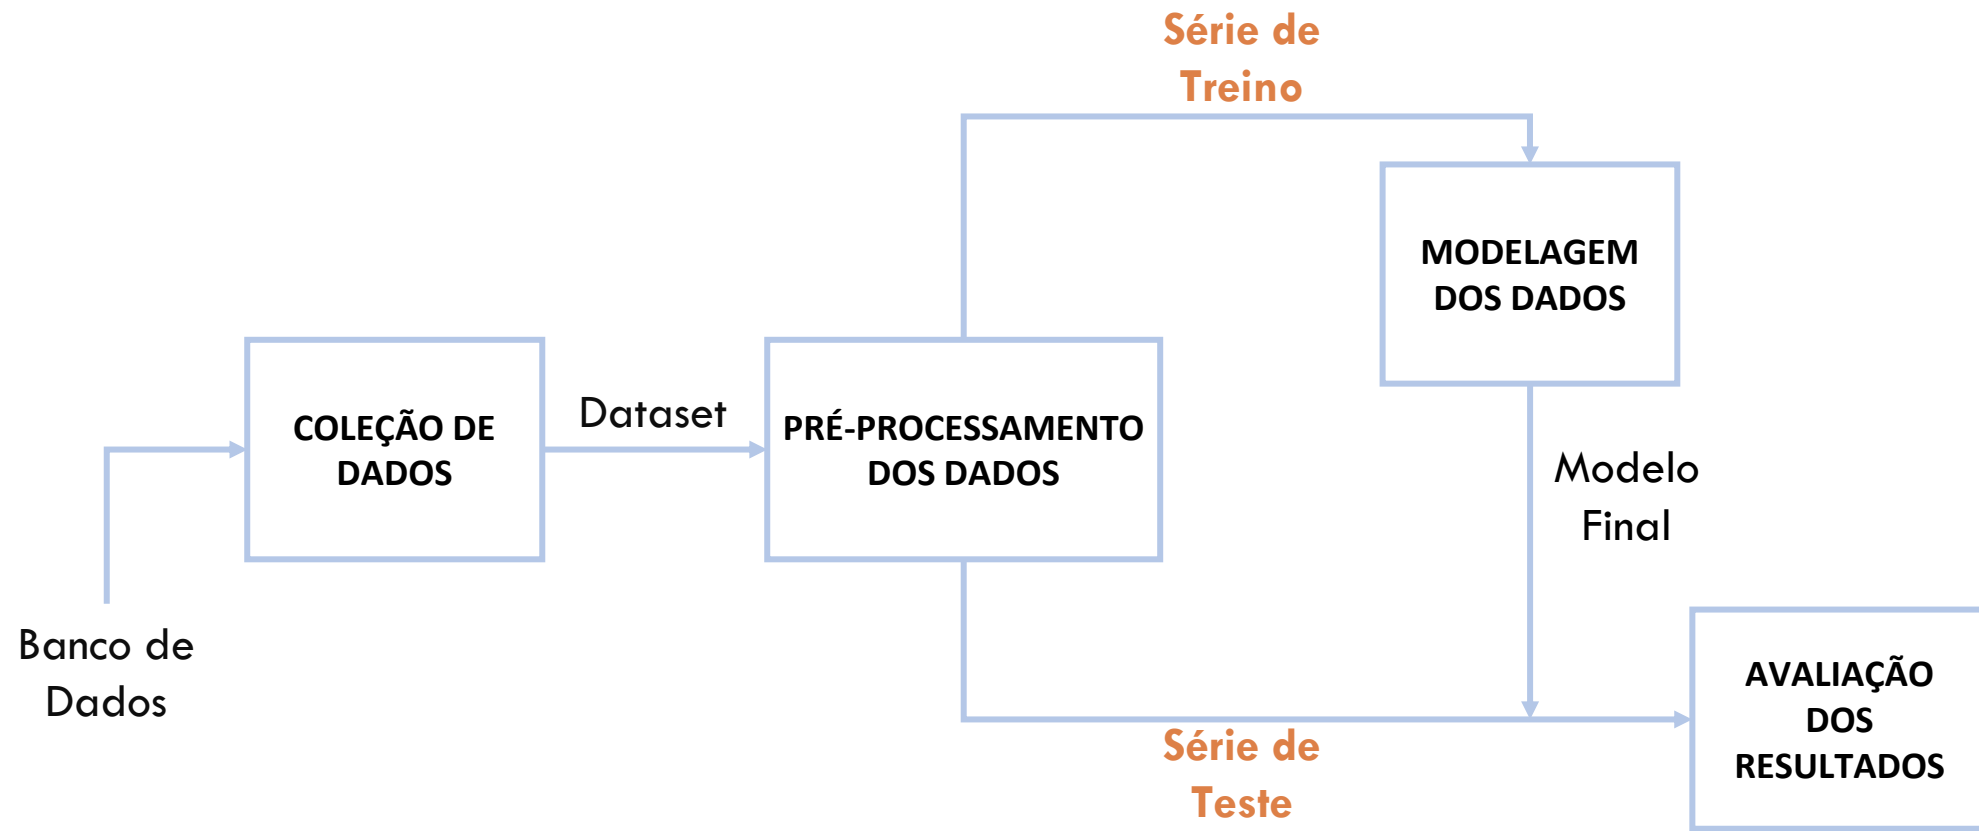 Série de
Treino
MODELAGEM
DOS DADOS
COLEÇÃO DE
DADOS
Dataset
PRÉ-PROCESSAMENTO
DOS DADOS
Modelo
Final
Banco de
Dados
Série de
Teste
AVALIAÇÃO
DOS
RESULTADOS